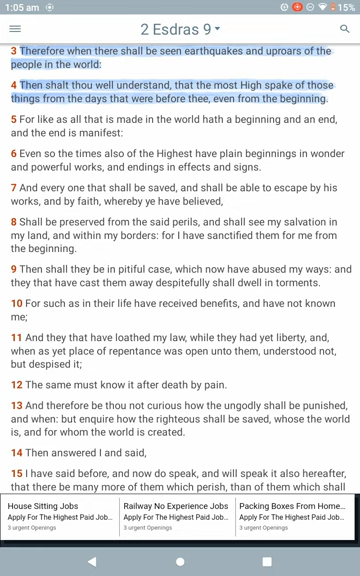 1:05 am
15%
2 Esdras 9
3 Therefore when there shall be seen earthquakes and uproars of the
people in the world:
4 Then shalt thou well understand, that the most High spake of those
things from the days that were before thee, even from the beginning.
5 For like as all that is made in the world hath a beginning and an end,
and the end is manifest:
6 Even so the times also of the Highest have plain beginnings in wonder
and powerful works, and endings in effects and signs.
7 And every one that shall be saved, and shall be able to escape by his
works, and by faith, whereby ye have believed,
8 Shall be preserved from the said perils, and shall see my salvation in
my land, and within my borders: for I have sanctified them for me from
the beginning.
9 Then shall they be in pitiful case, which now have abused my ways: and
they that have cast them away despitefully shall dwell in torments.
10 For such as in their life have received benefits, and have not known
me;
11 And they that have loathed my law, while they had yet liberty, and,
when as yet place of repentance was open unto them, understood not,
but despised it;
12 The same must know it after death by pain.
13 And therefore be thou not curious how the ungodly shall be punished,
and when: but enquire how the righteous shall be saved, whose the world
is, and for whom the world is created.
14 Then answered I and said,
15 I have said before, and now do speak, and will speak it also hereafter,
that there be many more of them which perish, than of them which shall
House Sitting Jobs
Apply For The Highest Paid Job...
3 urgent Openings
Railway No Experience Jobs
Apply For The Highest Paid Job...
3 urgent Openings
Packing Boxes From Home...
Apply For The Highest Paid Job...
3 urgent Openings